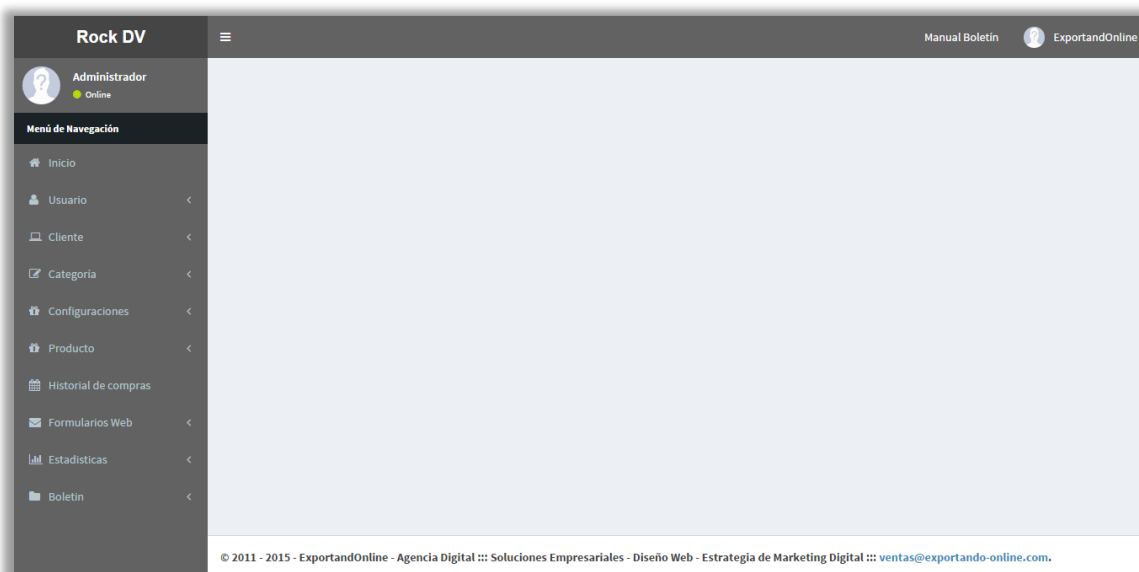 Rock DV
Manual Boletín
ExportandOnline
Administrador
Online
Menú de Navegación
Inicio
Usuario
Cliente
Categoría
Configuraciones
Producto
Historial de compras
Formularios Web
Estadisticas
Boletin
© 2011 - 2015 - ExportandOnline - Agencia Digital ::: Soluciones Empresariales - Diseño Web - Estrategia de Marketing Digital ::: ventas@exportando-online.com.